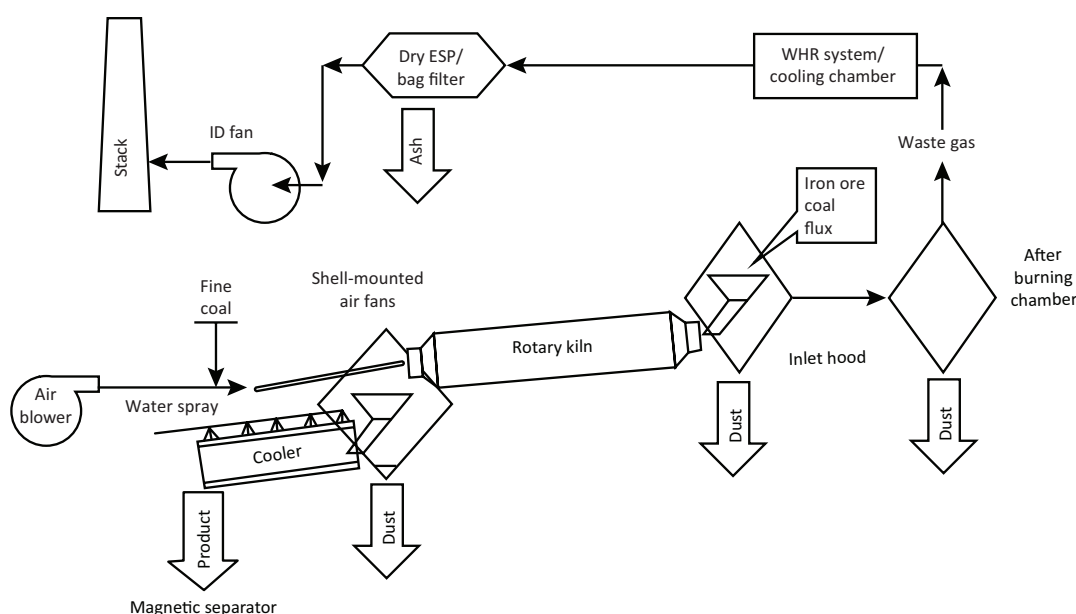 Dry ESP/
bag filter
WHR system/
cooling chamber
ID fan
Stack
Ash
Waste gas
Iron ore
coal
flux
After
burning
chamber
Shell-mounted
air fans
Fine
coal
Rotary kiln
Inlet hood
Air
blower
Water spray
Cooler
Dust
Dust
Product
Dust
Magnetic separator